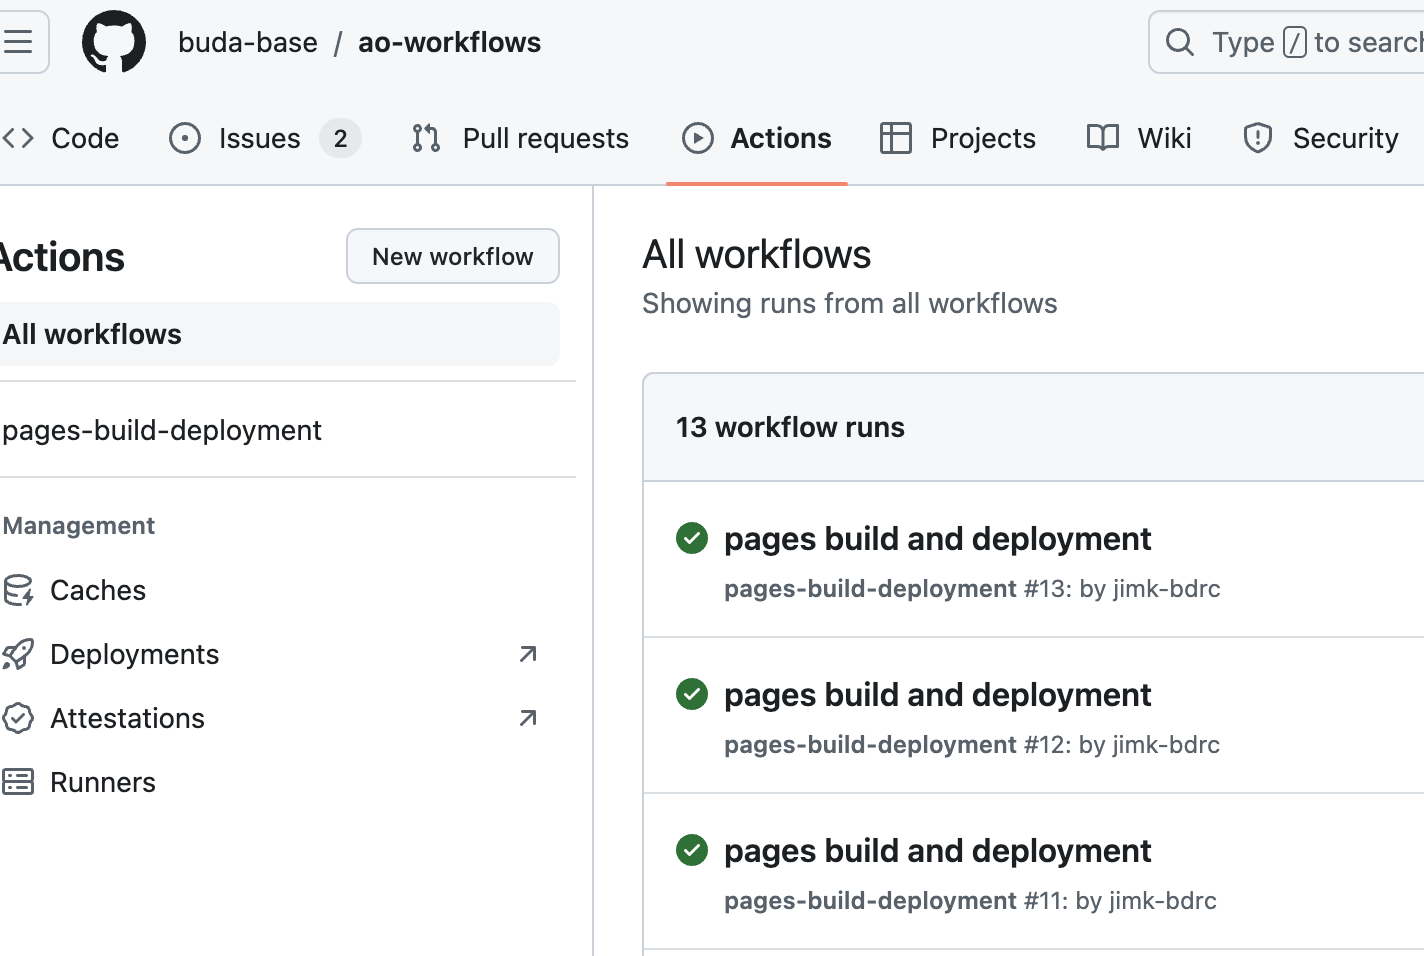 buda-base / ao-workflows
Type / to search
Code
Issues 2
Pull requests
Actions
Projects
Wiki
Security
Actions
New workflow
All workflows
pages-build-deployment
Management
Caches
Deployments
Attestations
Runners
All workflows
Showing runs from all workflows
13 workflow runs
pages build and deployment
pages-build-deployment #13: by jimk-bdrc
pages build and deployment
pages-build-deployment #12: by jimk-bdrc
pages build and deployment
pages-build-deployment #11: by jimk-bdrc